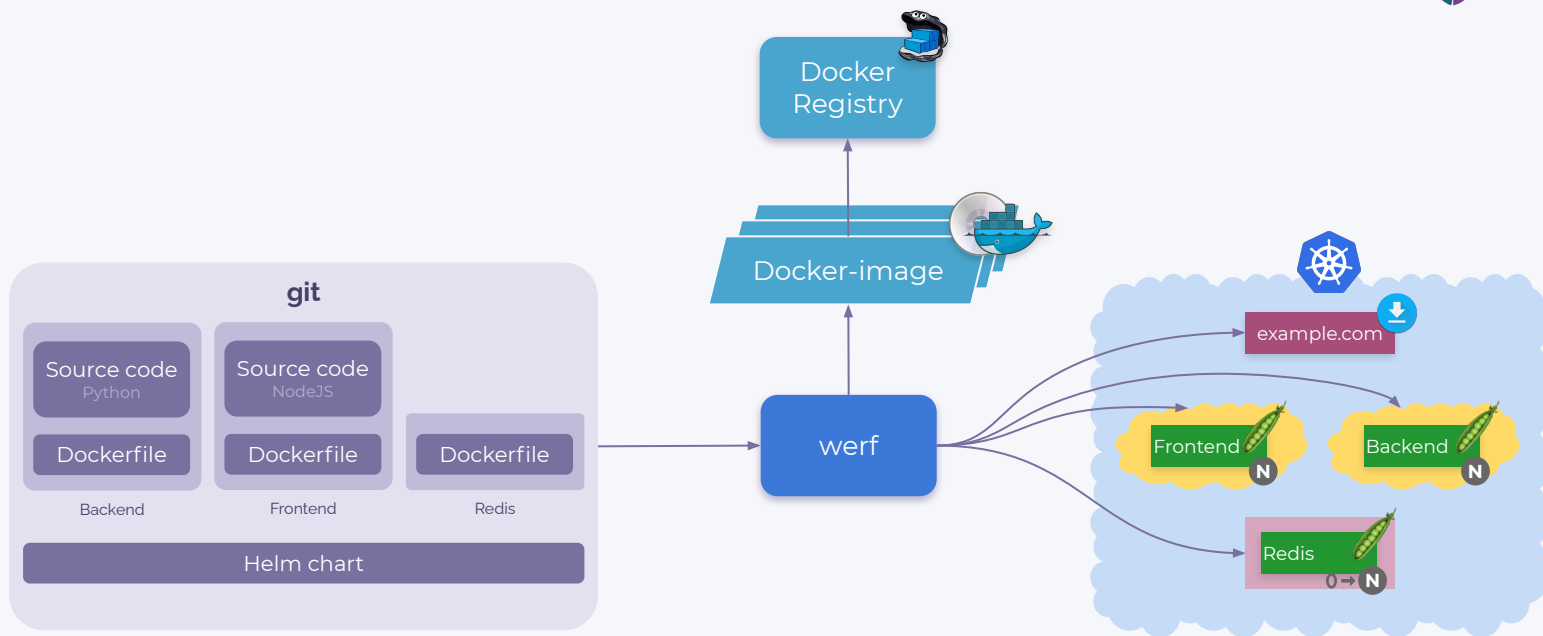 Docker
Registry
Docker-image
git
Source code
Python
Dockerfile
Backend
Source code
NodeJS
Dockerfile
Frontend
Dockerfile
Redis
Helm chart
werf
example.com
Frontend
N
Backend
N
Redis
0
N